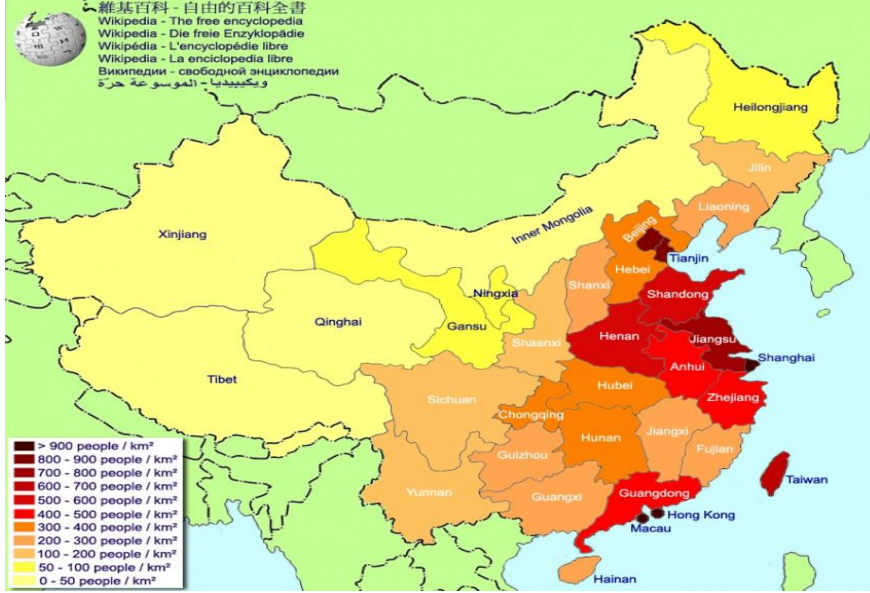 維基百科 - 自由的百科全書
Wikipedia - The free encyclopedia
Wikipedia - Die freie Enzyklopädie
Wikipédia - L'encyclopédie libre
Wikipedia - La enciclopedia libre
Википедии - свободной энциклопедии
ويكيبيديا - الموسوعة حرّة
Heilongjiang
Jilin
Liaoning
Inner Mongolia
Xinjiang
Beijing
Tianjin
Hebei
Shanxi
Ningxia
Shandong
Qinghai
Gansu
Shaanxi
Henan
Jiangsu
Shanghai
Anhui
Tibet
Sichuan
Hubei
Zhejiang
Chongqing
Hunan
Jiangxi
Fujian
Guizhou
Yunnan
Guangxi
Guangdong
Taiwan
Hong Kong
Macau
Hainan
> 900 people / km²
800 - 900 people / km²
700 - 800 people / km²
600 - 700 people / km²
500 - 600 people / km²
400 - 500 people / km²
300 - 400 people / km²
200 - 300 people / km²
100 - 200 people / km²
50 - 100 people / km²
0 - 50 people / km²